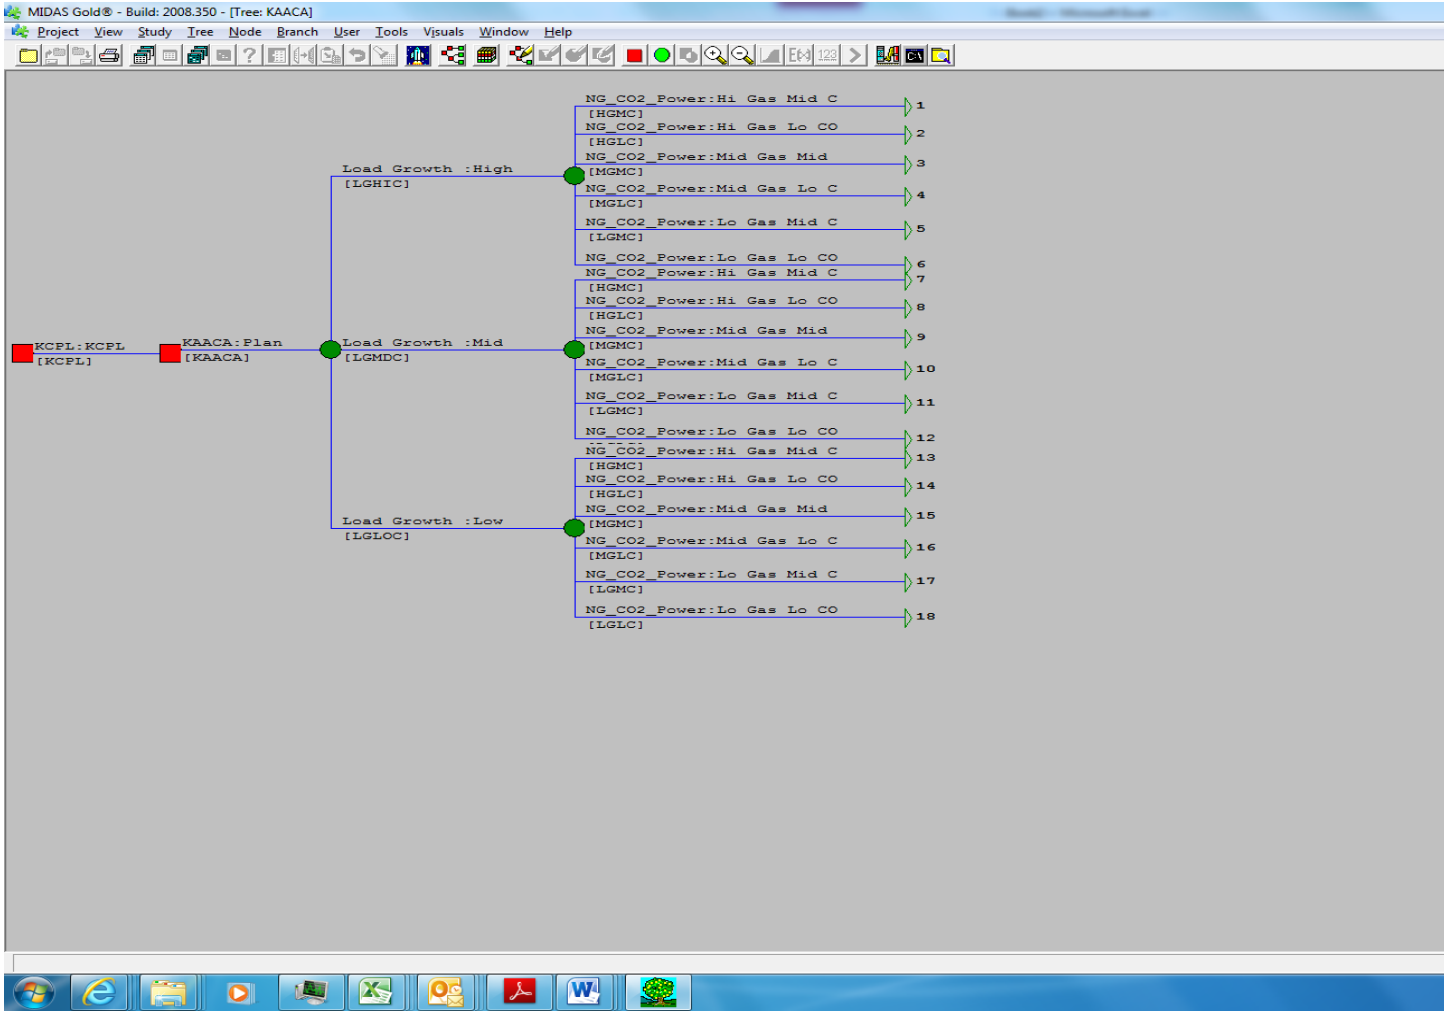 MIDAS Gold® - Build: 2008.350 - [Tree: KAACA]
Project View Study Tree Node Branch User Tools Visuals Window Help
NG_CO2_Power:Hi Gas Mid C
[HGMC]
1
NG_CO2_Power:Hi Gas Lo CO
[HGLC]
2
NG_CO2_Power:Mid Gas Mid
[MGMC]
3
NG_CO2_Power:Mid Gas Lo C
[MGLC]
4
NG_CO2_Power:Lo Gas Mid C
[LGMC]
5
NG_CO2_Power:Lo Gas Lo CO
6
Load Growth :High
[LGHIC]
NG_CO2_Power:Hi Gas Mid C
[HGMC]
7
NG_CO2_Power:Hi Gas Lo CO
[HGLC]
8
NG_CO2_Power:Mid Gas Mid
[MGMC]
9
NG_CO2_Power:Mid Gas Lo C
[MGLC]
10
NG_CO2_Power:Lo Gas Mid C
[LGMC]
11
NG_CO2_Power:Lo Gas Lo CO
12
KCPL:KCPL
[KCPL]
KAACA:Plan
[KAACA]
Load Growth :Mid
[LGMDC]
NG_CO2_Power:Hi Gas Mid C
[HGMC]
13
NG_CO2_Power:Hi Gas Lo CO
[HGLC]
14
NG_CO2_Power:Mid Gas Mid
[MGMC]
15
NG_CO2_Power:Mid Gas Lo C
[MGLC]
16
NG_CO2_Power:Lo Gas Mid C
[LGMC]
17
NG_CO2_Power:Lo Gas Lo CO
[LGLC]
18
Load Growth :Low
[LGLOC]